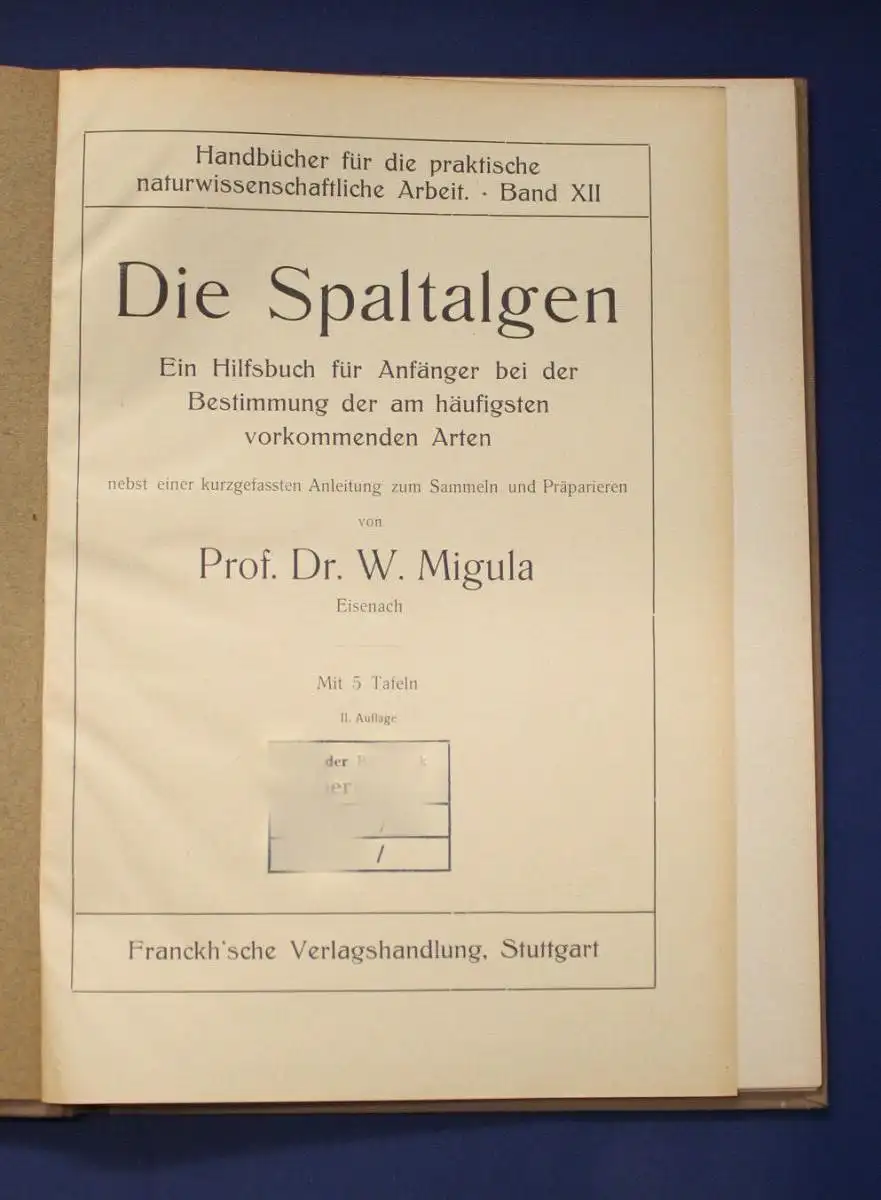 Handbücher für die praktische
naturwissenschaftliche Arbeit. · Band XII
Die Spaltalgen
Ein Hilfsbuch für Anfänger bei der
Bestimmung der am häufigsten
vorkommenden Arten
nebst einer kurzgefassten Anleitung zum Sammeln und Präparieren
von
Prof. Dr. W. Migula
Eisenach
Mit 5 Tafeln
II. Auflage
der
/
Franckh'sche Verlagshandlung, Stuttgart